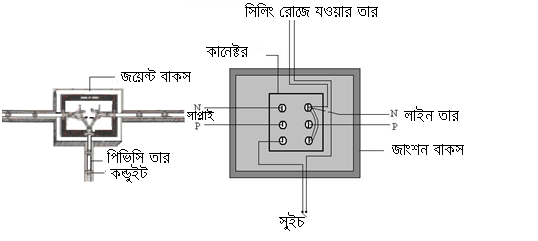 সিলিং রোজে যওয়ার তার
কানেক্টর
জয়েন্ট বাকস
সাপ্লাই
N
P
N
P
লাইন তার
জাংশন বাকস
পিভিসি তার
কন্ডুইট
সুইচ